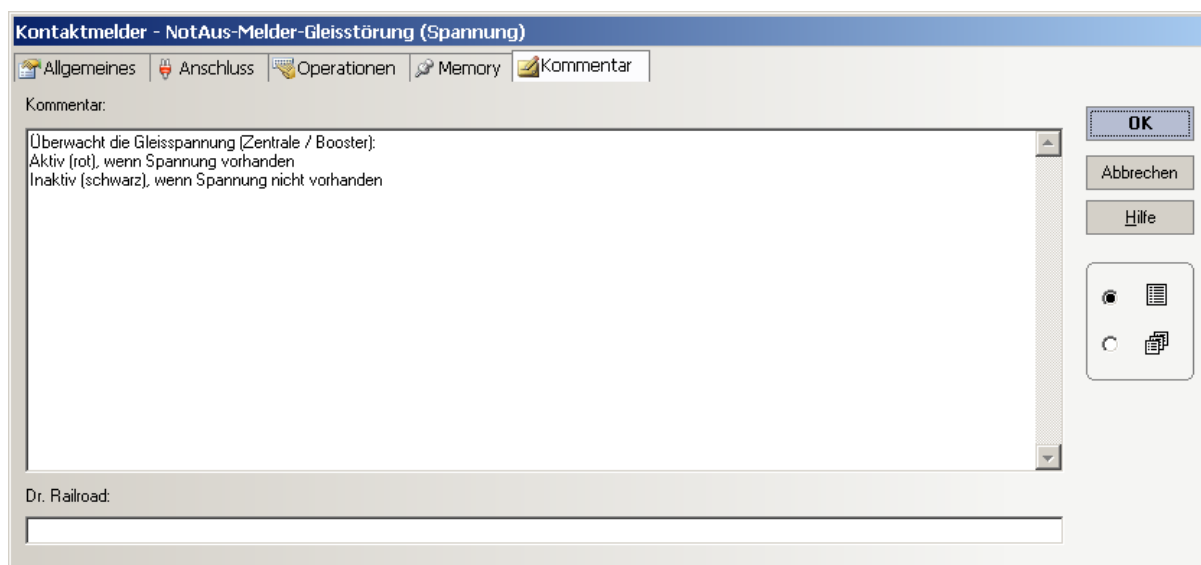 Kontaktmelder - NotAus-Melder-Gleisstörung (Spannung)
Allgemeines Anschluss Operationen Memory Kommentar
Kommentar:
Überwacht die Gleisspannung (Zentrale / Booster):
Aktiv (rot), wenn Spannung vorhanden
Inaktiv (schwarz), wenn Spannung nicht vorhanden
OK
Abbrechen
Hilfe
Dr. Railroad: